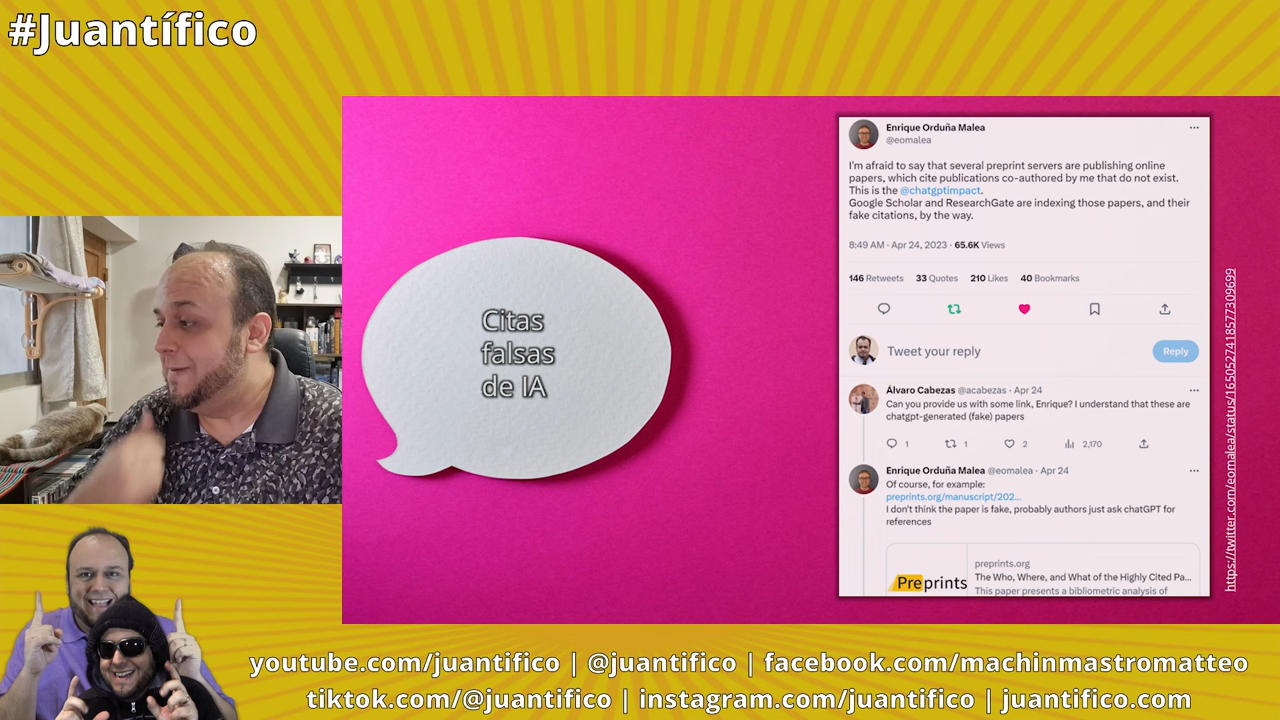 #Juantífico
Citas
falsas
de IA
Enrique Orduña Malea
@eomalea
I'm afraid to say that several preprint servers are publishing online
papers, which cite publications co-authored by me that do not exist.
This is the @chatgptimpact.
Google Scholar and ResearchGate are indexing those papers, and their
fake citations, by the way.
8:49 AM · Apr 24, 2023 · 65.6K Views
146 Retweets 33 Quotes 210 Likes 40 Bookmarks
Tweet your reply
Reply
Álvaro Cabezas @acabezas · Apr 24
Can you provide us with some link, Enrique? I understand that these are
chatgpt-generated (fake) papers
1 1 2 2,170
Enrique Orduña Malea @eomalea · Apr 24
Of course, for example:
preprints.org/manuscript/202...
I don't think the paper is fake, probably authors just ask chatGPT for
references
Preprints
preprints.org
The Who, Where, and What of the Highly Cited Pa...
This paper presents a bibliometric analysis of
https://twitter.com/eomalea/status/1650527418577309699
youtube.com/juantifico | @juantifico | facebook.com/machinmastromatteo
tiktok.com/@juantifico | instagram.com/juantifico | juantifico.com